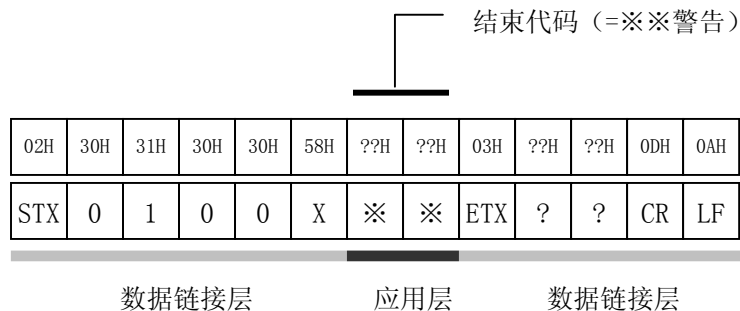 结束代码（=※※警告）
02H 30H 31H 30H 30H 58H ??H ??H 03H ??H ??H 0DH 0AH
STX 0 1 0 0 X ※ ※ ETX ? ? CR LF
数据链接层 应用层 数据链接层